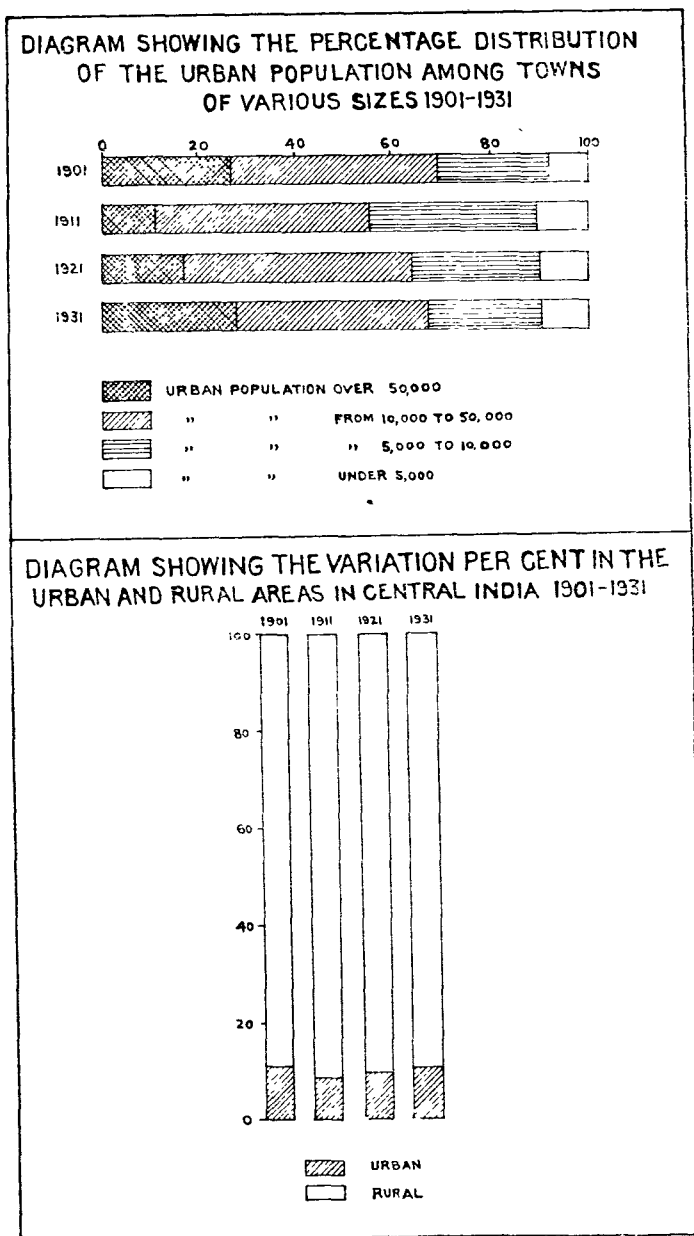 DIAGRAM SHOWING THE PERCENTAGE DISTRIBUTION
OF THE URBAN POPULATION AMONG TOWNS
OF VARIOUS SIZES 1901-1931
0 20 40 60 80 100
1901
1911
1921
1931
URBAN POPULATION OVER 50,000
" " FROM 10,000 TO 50,000
" " " 5,000 TO 10,000
" " UNDER 5,000
DIAGRAM SHOWING THE VARIATION PER CENT IN THE
URBAN AND RURAL AREAS IN CENTRAL INDIA 1901-1931
1901 1911 1921 1931
100
80
60
40
20
0
URBAN
RURAL